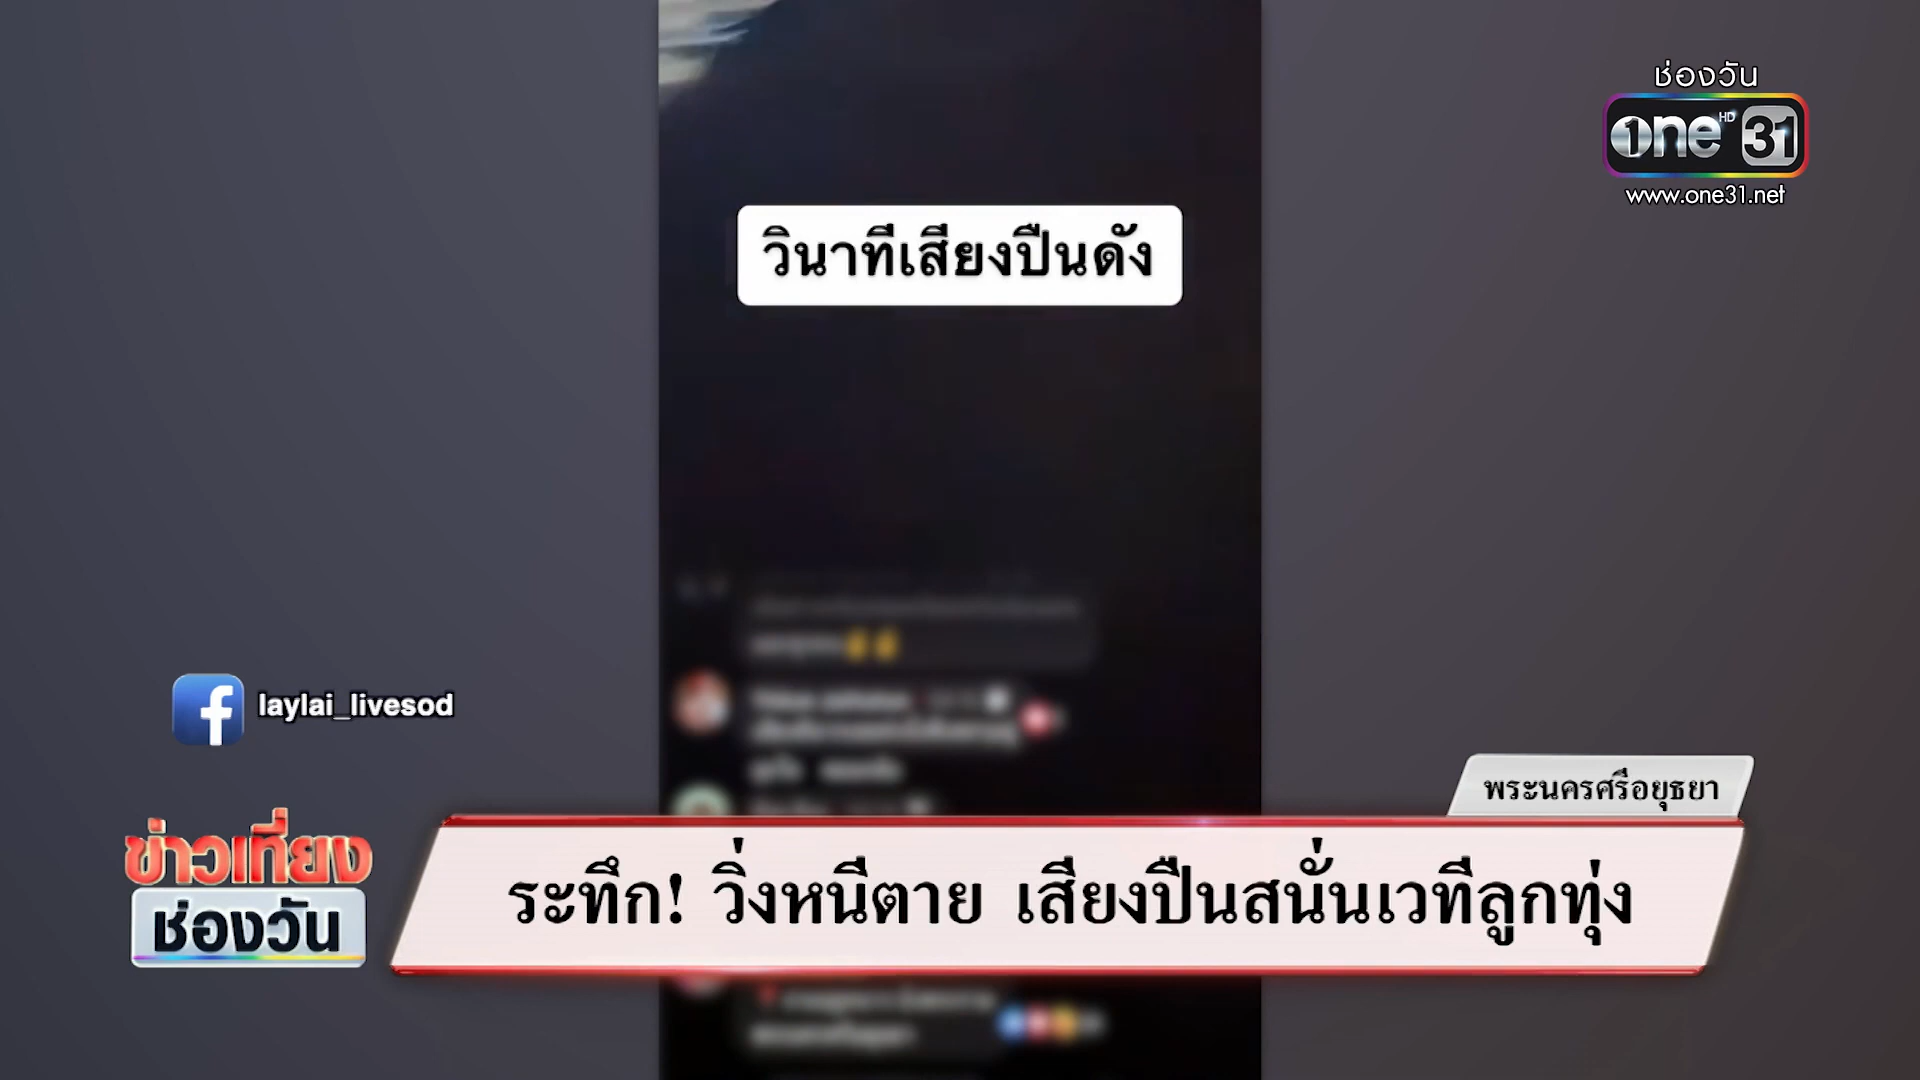 ช่องวัน
one HD 31
www.one31.net
วินาทีเสียงปืนดัง
laylai_livesod
พระนครศรีอยุธยา
ข่าวเที่ยง
ช่องวัน
ระทึก! วิ่งหนีตาย เสียงปืนสนั่นเวทีลูกทุ่ง